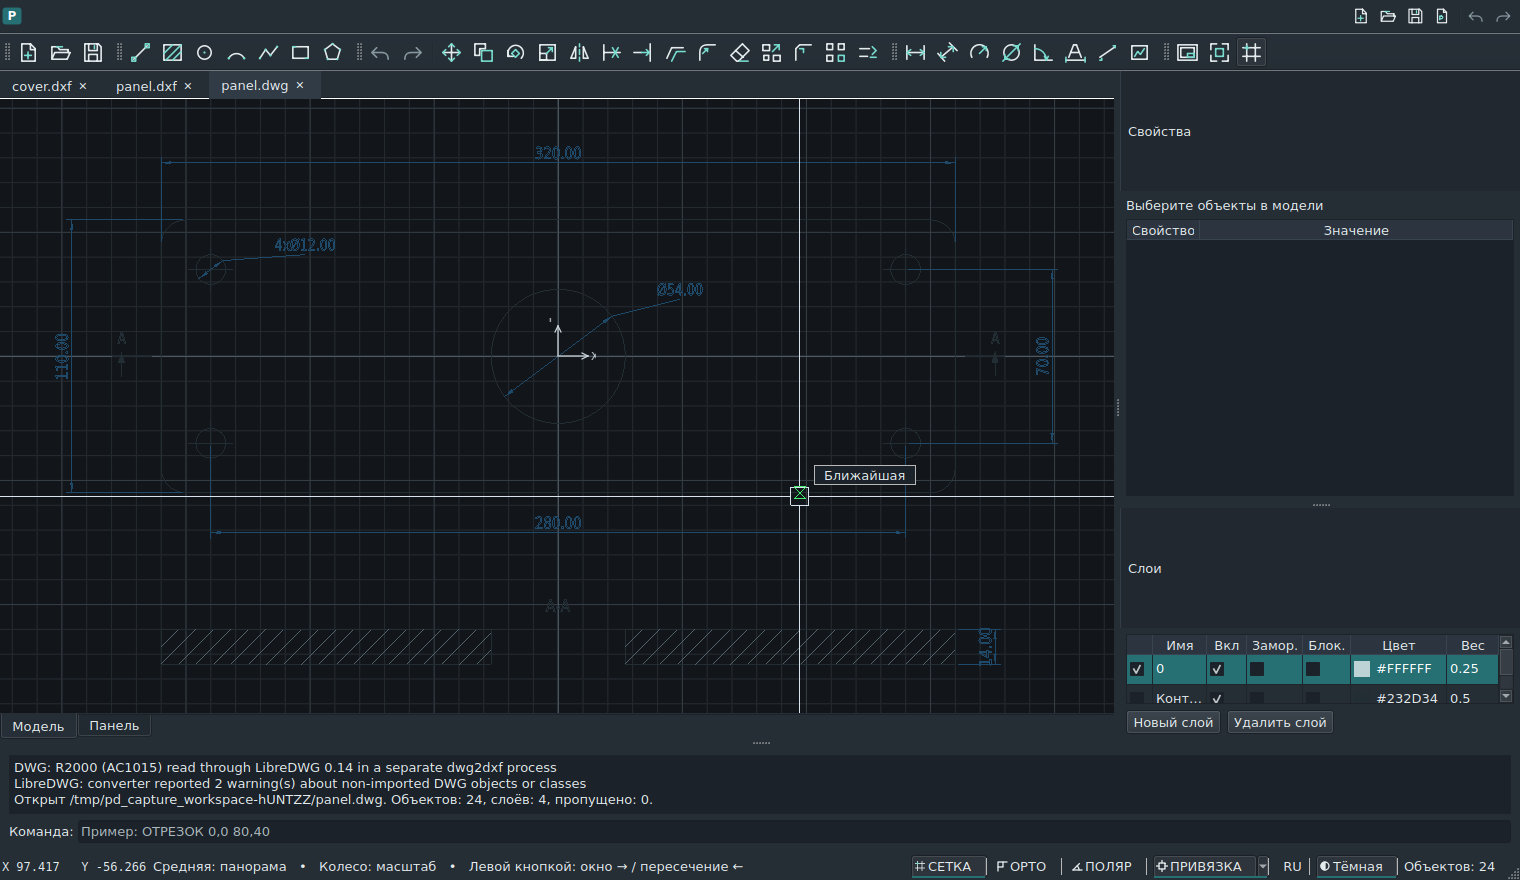 P
cover.dxf ×
panel.dxf ×
panel.dwg ×
320.00
4xØ12.00
Ø54.00
110.00
A
A
70.00
X
Ближайшая
280.00
A-A
14.00
Свойства
Выберите объекты в модели
Свойство Значение
Слои
Имя Вкл Замор. Блок. Цвет Вес
0 #FFFFFF 0.25
Конт... #232D34 0.5
Новый слой Удалить слой
Модель Панель
DWG: R2000 (AC1015) read through LibreDWG 0.14 in a separate dwg2dxf process
LibreDWG: converter reported 2 warning(s) about non-imported DWG objects or classes
Открыт /tmp/pd_capture_workspace-hUNTZZ/panel.dwg. Объектов: 24, слоёв: 4, пропущено: 0.
Команда: Пример: ОТРЕЗОК 0,0 80,40
X 97.417 Y -56.266 Средняя: панорама • Колесо: масштаб • Левой кнопкой: окно → / пересечение ← СЕТКА ОРТО ПОЛЯР ПРИВЯЗКА RU Тёмная Объектов: 24